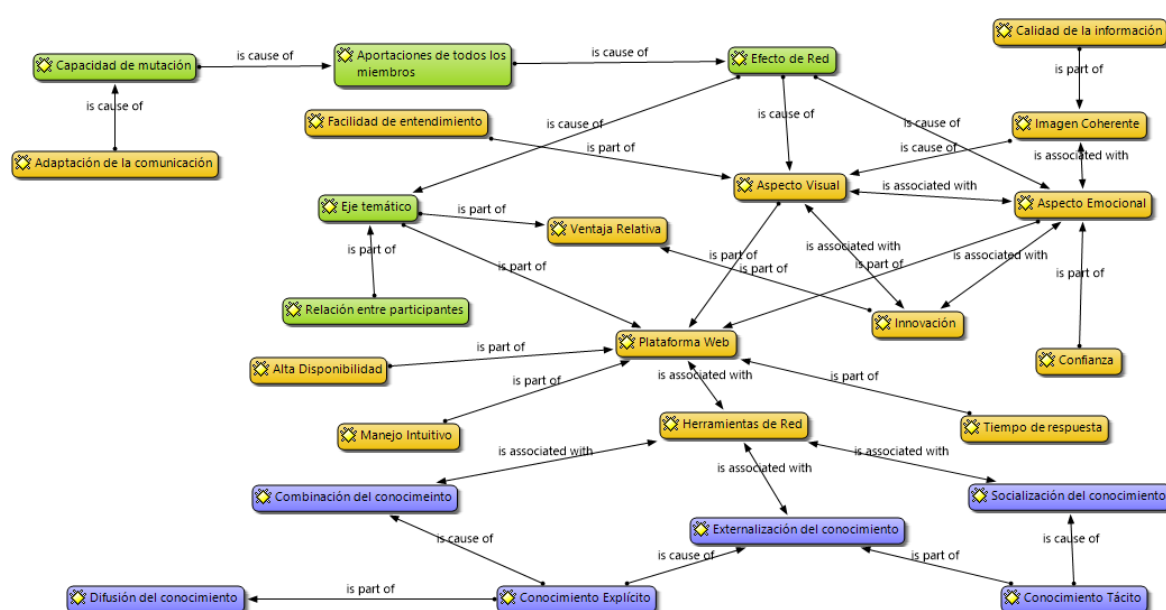 Calidad de la información
is cause of
Aportaciones de todos los
miembros
is cause of
Efecto de Red
Capacidad de mutación
is part of
is cause of
Facilidad de entendimiento
is cause of
is cause of
is cause of
Imagen Coherente
is part of
is cause of
is associated with
Adaptación de la comunicación
Aspecto Visual
is associated with
Aspecto Emocional
Eje temático
is part of
Ventaja Relativa
is part of
is associated with
is part of
is part of
is part of
is associated with
is part of
is part of
Relación entre participantes
Innovación
Plataforma Web
is part of
Alta Disponibilidad
is associated with
Confianza
is part of
is part of
Manejo Intuitivo
Herramientas de Red
Tiempo de respuesta
is associated with
is associated with
is associated with
Combinación del conocimeinto
Socialización del conocimiento
Externalización del conocimiento
is cause of
is cause of
is part of
is cause of
Difusión del conocimiento
is part of
Conocimiento Explícito
Conocimiento Tácito